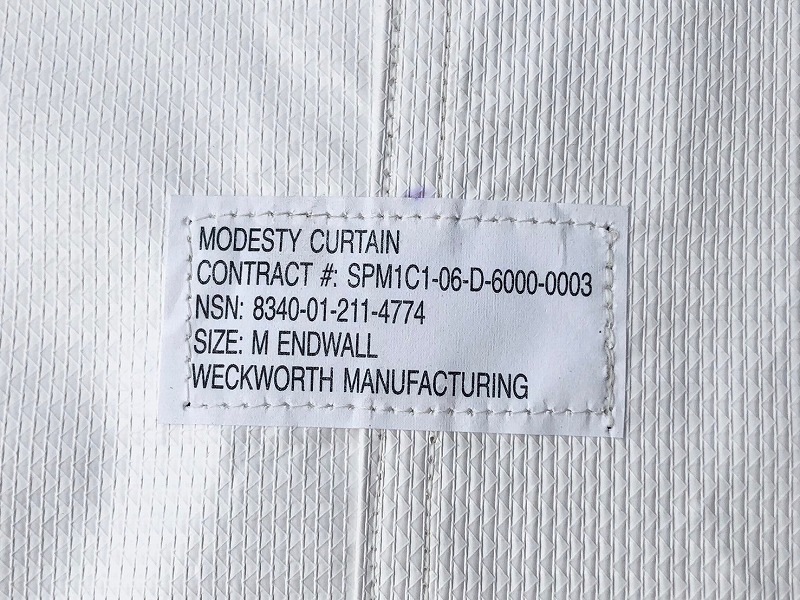 MODESTY CURTAIN
CONTRACT #: SPM1C1-06-D-6000-0003
NSN: 8340-01-211-4774
SIZE: M ENDWALL
WECKWORTH MANUFACTURING